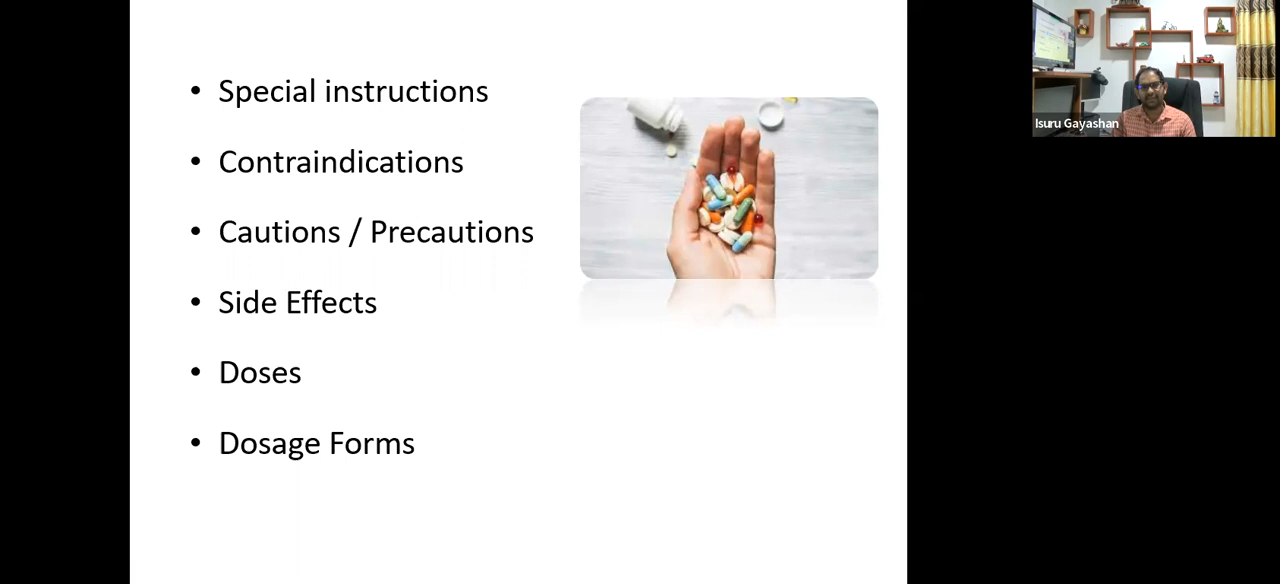 • Special instructions
• Contraindications
• Cautions / Precautions
• Side Effects
• Doses
• Dosage Forms
Isuru Gayashan